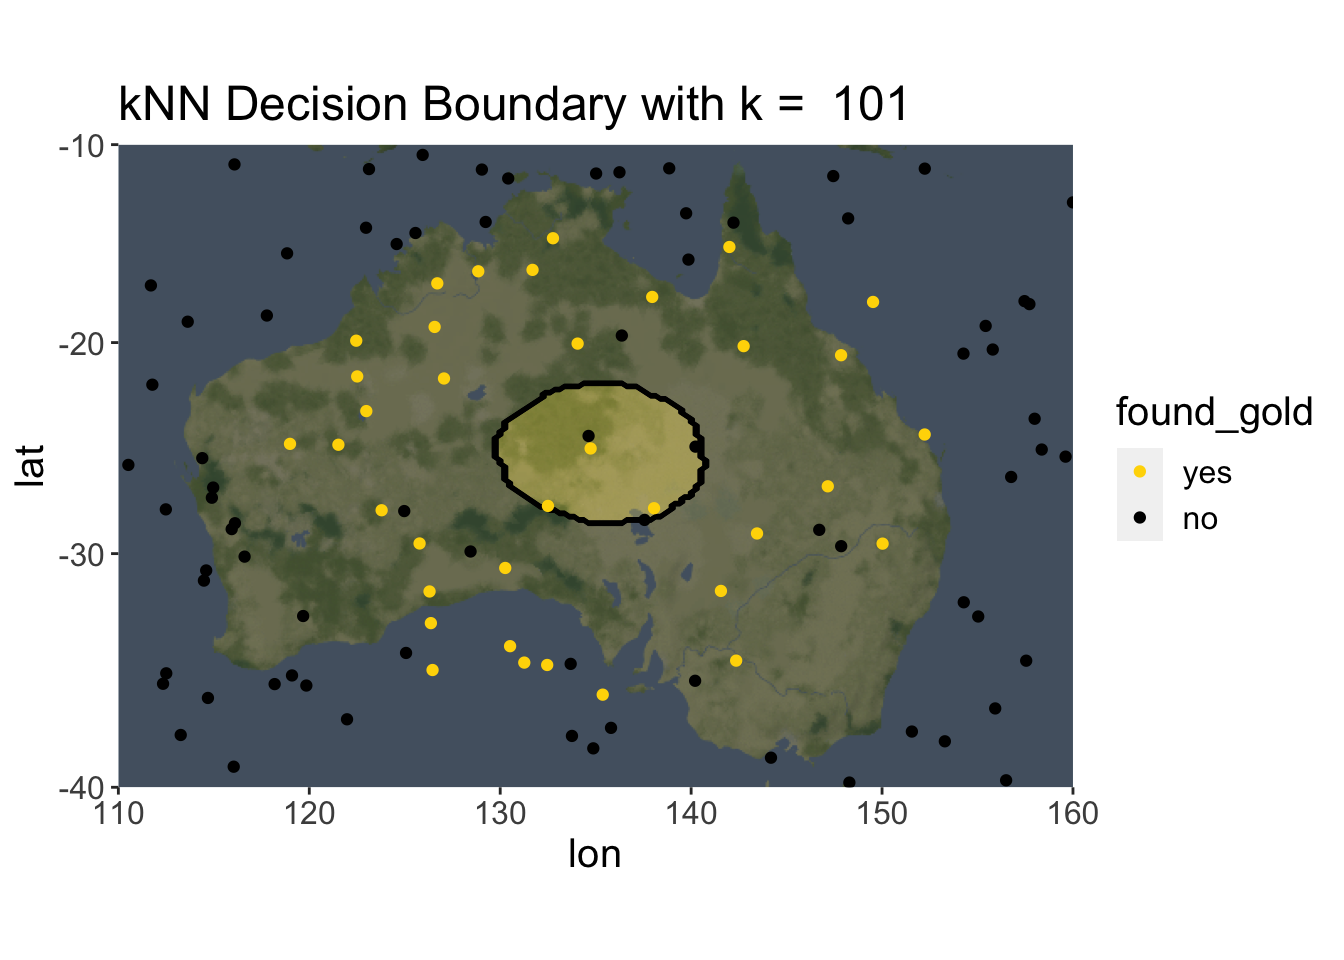 kNN Decision Boundary with k =  101
-10
-20
-30
-40
lat
110
120
130
140
150
160
lon
found_gold
yes
no